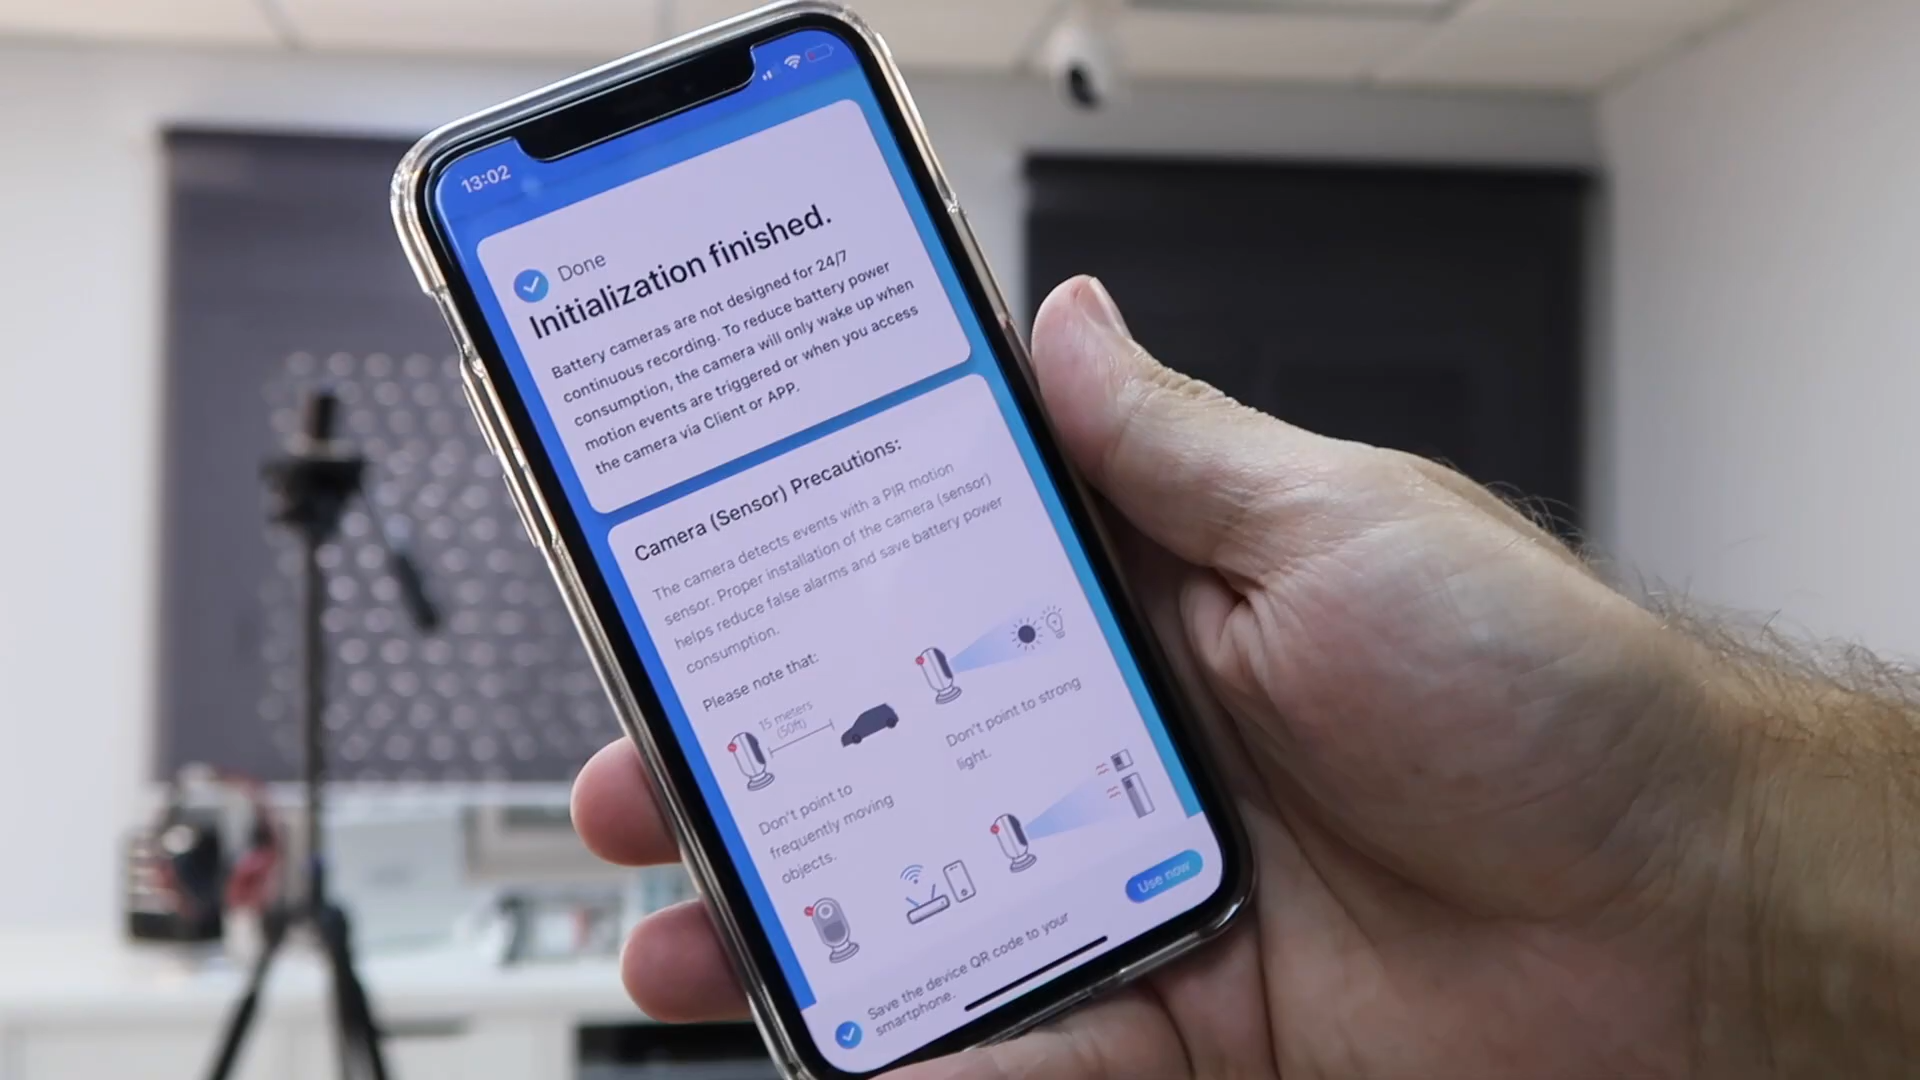 13:02
Done
Initialization finished.
Battery cameras are not designed for 24/7
continuous recording. To reduce battery power
consumption, the camera will only wake up when
motion events are triggered or when you access
the camera via Client or APP.
Camera (Sensor) Precautions:
The camera detects events with a PIR motion
sensor. Proper installation of the camera (sensor)
helps reduce false alarms and save battery power
consumption.
Please note that:
15 meters
(50ft)
Don't point to
frequently moving
objects.
Don't point to strong
light.
Use now
Save the device QR code to your
smartphone.